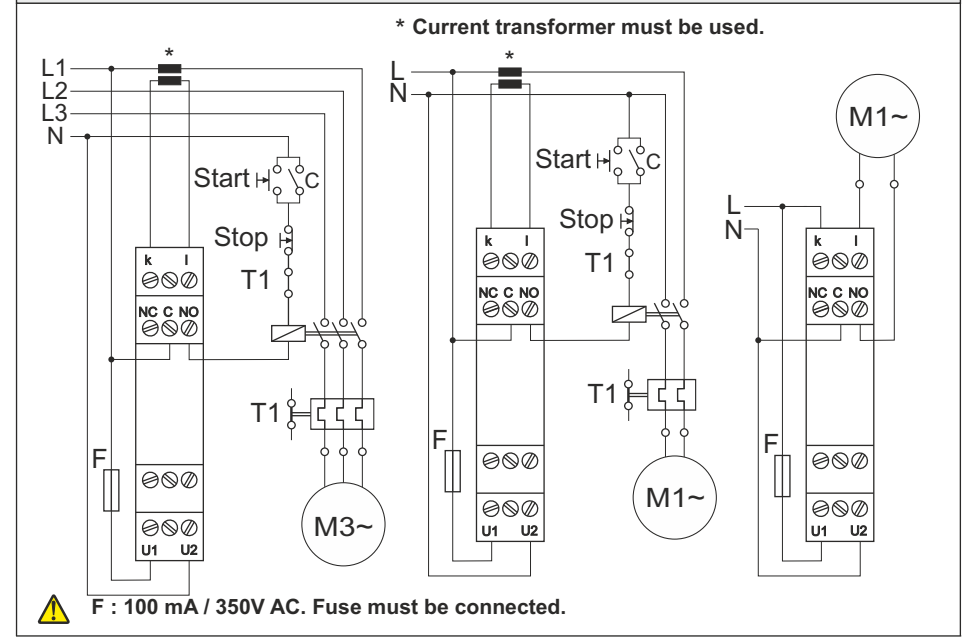 * Current transformer must be used.
*
L1
L2
L3
N
Start
C
Stop
T1
k l
NC C NO
T1
F
U1 U2
M3~
*
L
N
Start
C
Stop
T1
k l
NC C NO
T1
F
U1 U2
M1~
M1~
L
N
k l
NC C NO
F
U1 U2
F : 100 mA / 350V AC. Fuse must be connected.